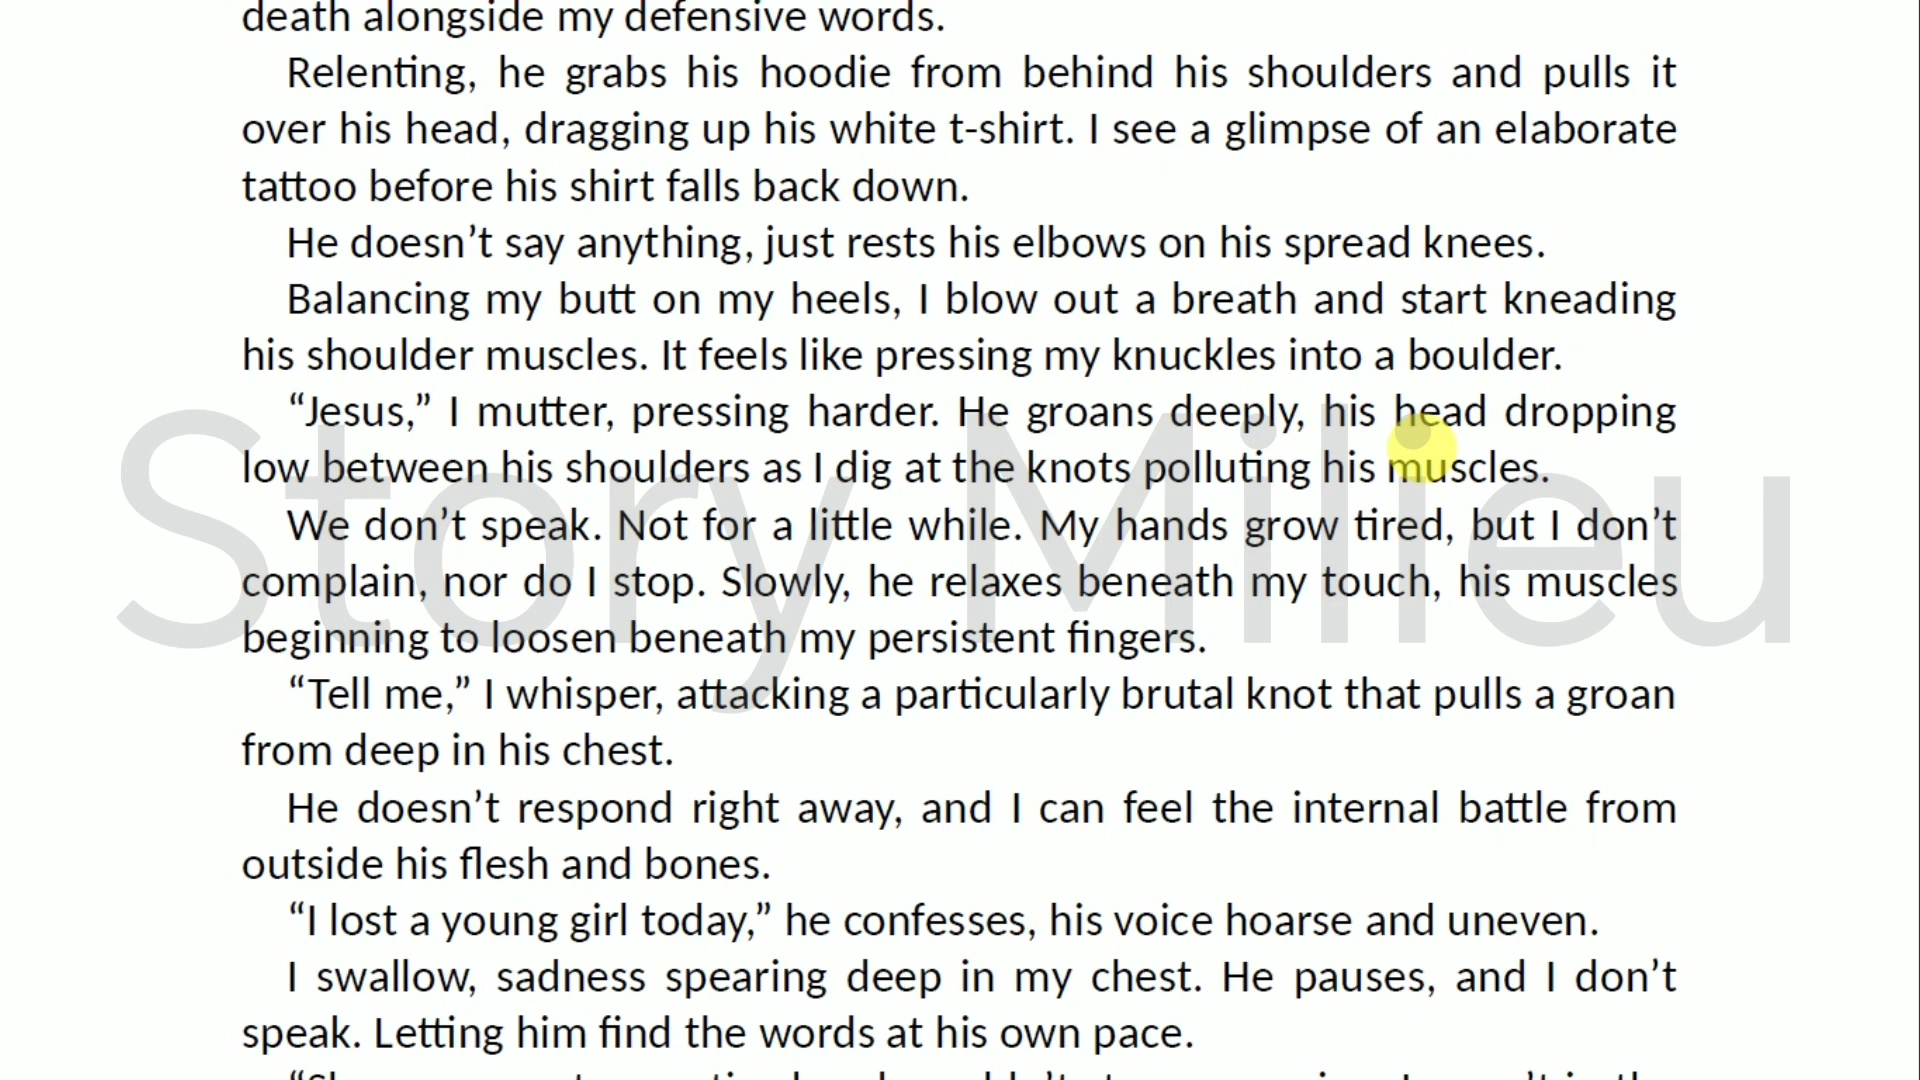 death alongside my defensive words.
Relenting, he grabs his hoodie from behind his shoulders and pulls it
over his head, dragging up his white t-shirt. I see a glimpse of an elaborate
tattoo before his shirt falls back down.
He doesn’t say anything, just rests his elbows on his spread knees.
Balancing my butt on my heels, I blow out a breath and start kneading
his shoulder muscles. It feels like pressing my knuckles into a boulder.
“Jesus,” I mutter, pressing harder. He groans deeply, his head dropping
low between his shoulders as I dig at the knots polluting his muscles.
Story Milieu
We don’t speak. Not for a little while. My hands grow tired, but I don’t
complain, nor do I stop. Slowly, he relaxes beneath my touch, his muscles
beginning to loosen beneath my persistent fingers.
“Tell me,” I whisper, attacking a particularly brutal knot that pulls a groan
from deep in his chest.
He doesn’t respond right away, and I can feel the internal battle from
outside his flesh and bones.
“I lost a young girl today,” he confesses, his voice hoarse and uneven.
I swallow, sadness spearing deep in my chest. He pauses, and I don’t
speak. Letting him find the words at his own pace.